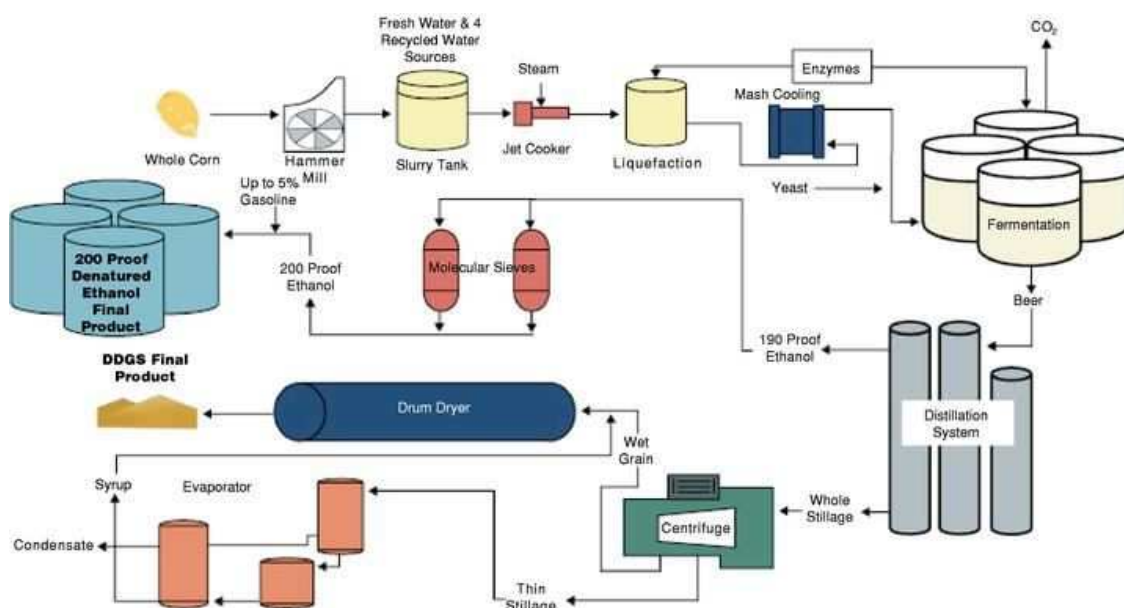 Fresh Water & 4
Recycled Water
Sources
CO₂
Steam
Enzymes
Mash Cooling
Whole Corn
Hammer
Mill
Slurry Tank
Jet Cooker
Liquefaction
Yeast
Fermentation
Up to 5%
Gasoline
200 Proof
Denatured
Ethanol
Final
Product
200 Proof
Ethanol
Molecular Sieves
Beer
190 Proof
Ethanol
DDGS Final
Product
Drum Dryer
Distillation
System
Wet
Grain
Syrup
Evaporator
Whole
Stillage
Centrifuge
Condensate
Thin
Stillage